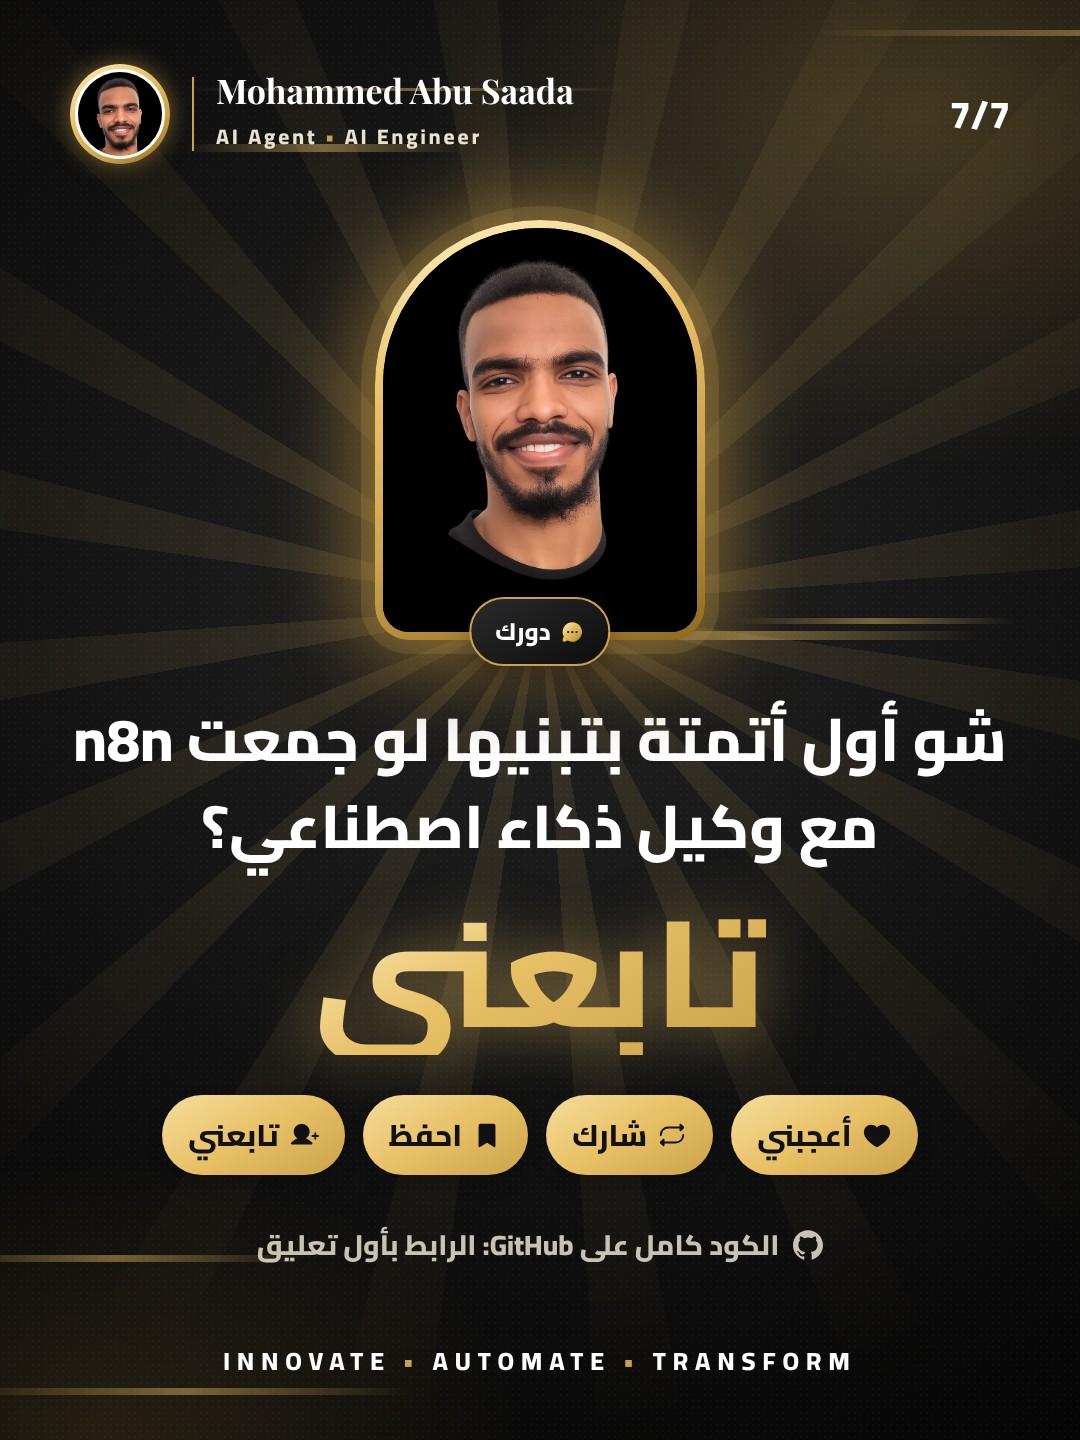 Mohammed Abu Saada
AI Agent ▪ AI Engineer
7/7
دورك
شو أول أتمتة بتبنيها لو جمعت n8n
مع وكيل ذكاء اصطناعي؟
تابعني
أعجبني
شارك
احفظ
تابعني
الكود كامل على GitHub: الرابط بأول تعليق
INNOVATE ▪ AUTOMATE ▪ TRANSFORM